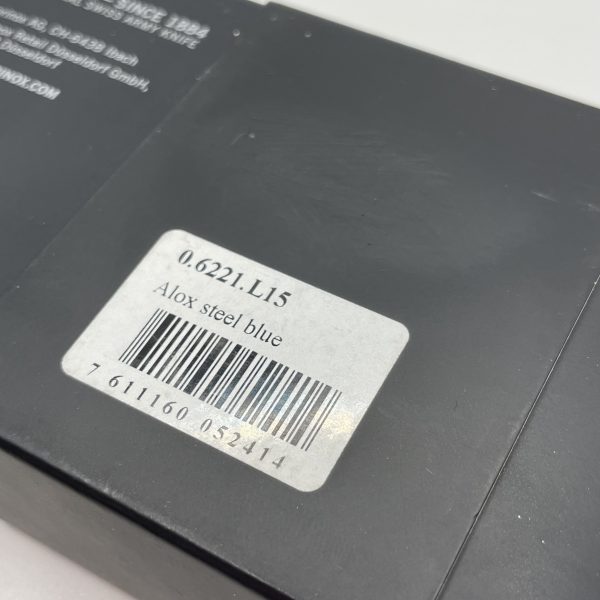 SINCE 1884
SWISS ARMY KNIFE
AG, CH-6438 Ibach
Retail Düsseldorf GmbH,
Düsseldorf
INOX.COM
0.6221.L15
Alox steel blue
7 611160 052414